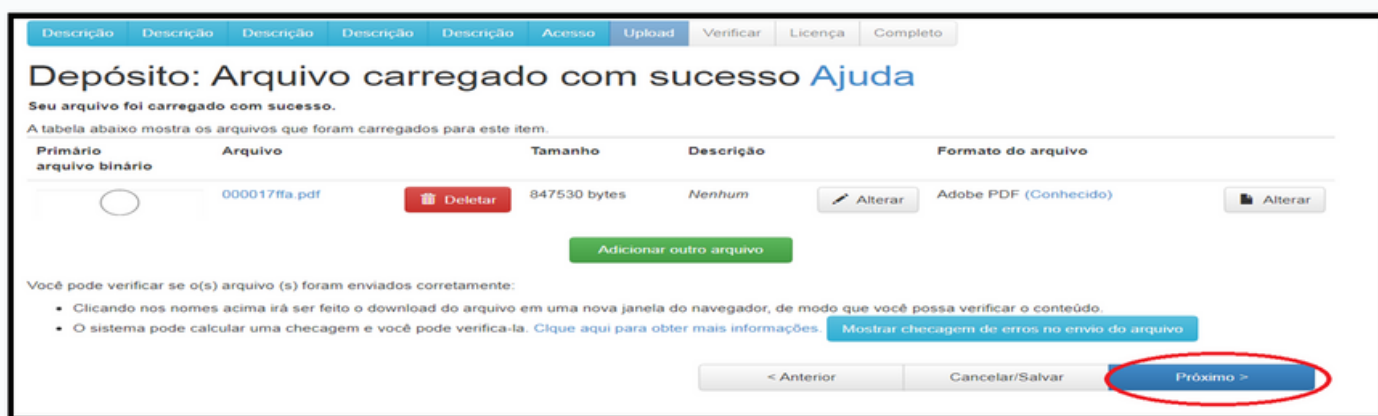 Descrição Descrição Descrição Descrição Descrição Acesso Upload Verificar Licença Completo
Depósito: Arquivo carregado com sucesso Ajuda
Seu arquivo foi carregado com sucesso.
A tabela abaixo mostra os arquivos que foram carregados para este item.
Primário Arquivo Tamanho Descrição Formato do arquivo
arquivo binário
000017ffa.pdf Deletar 847530 bytes Nenhum Alterar Adobe PDF (Conhecido) Alterar
Adicionar outro arquivo
Você pode verificar se o(s) arquivo (s) foram enviados corretamente:
• Clicando nos nomes acima irá ser feito o download do arquivo em uma nova janela do navegador, de modo que você possa verificar o conteúdo.
• O sistema pode calcular uma checagem e você pode verifica-la. Clque aqui para obter mais informações. Mostrar checagem de erros no envio do arquivo
< Anterior Cancelar/Salvar Próximo >